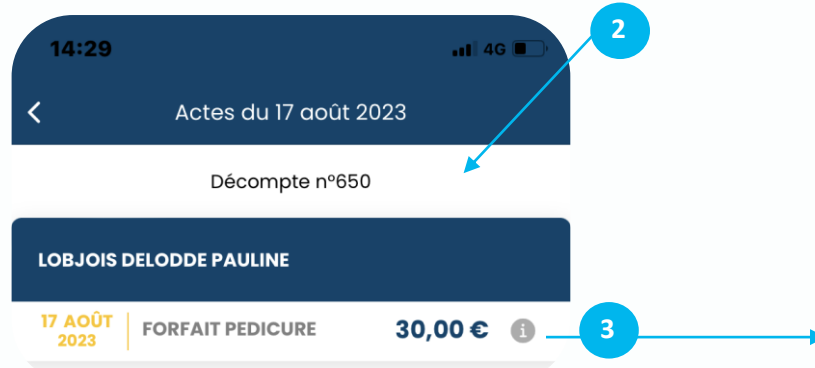 2
14:29 4G
Actes du 17 août 2023
Décompte n°650
LOBJOIS DELODDE PAULINE
17 AOÛT
2023
FORFAIT PEDICURE 30,00 € i
3